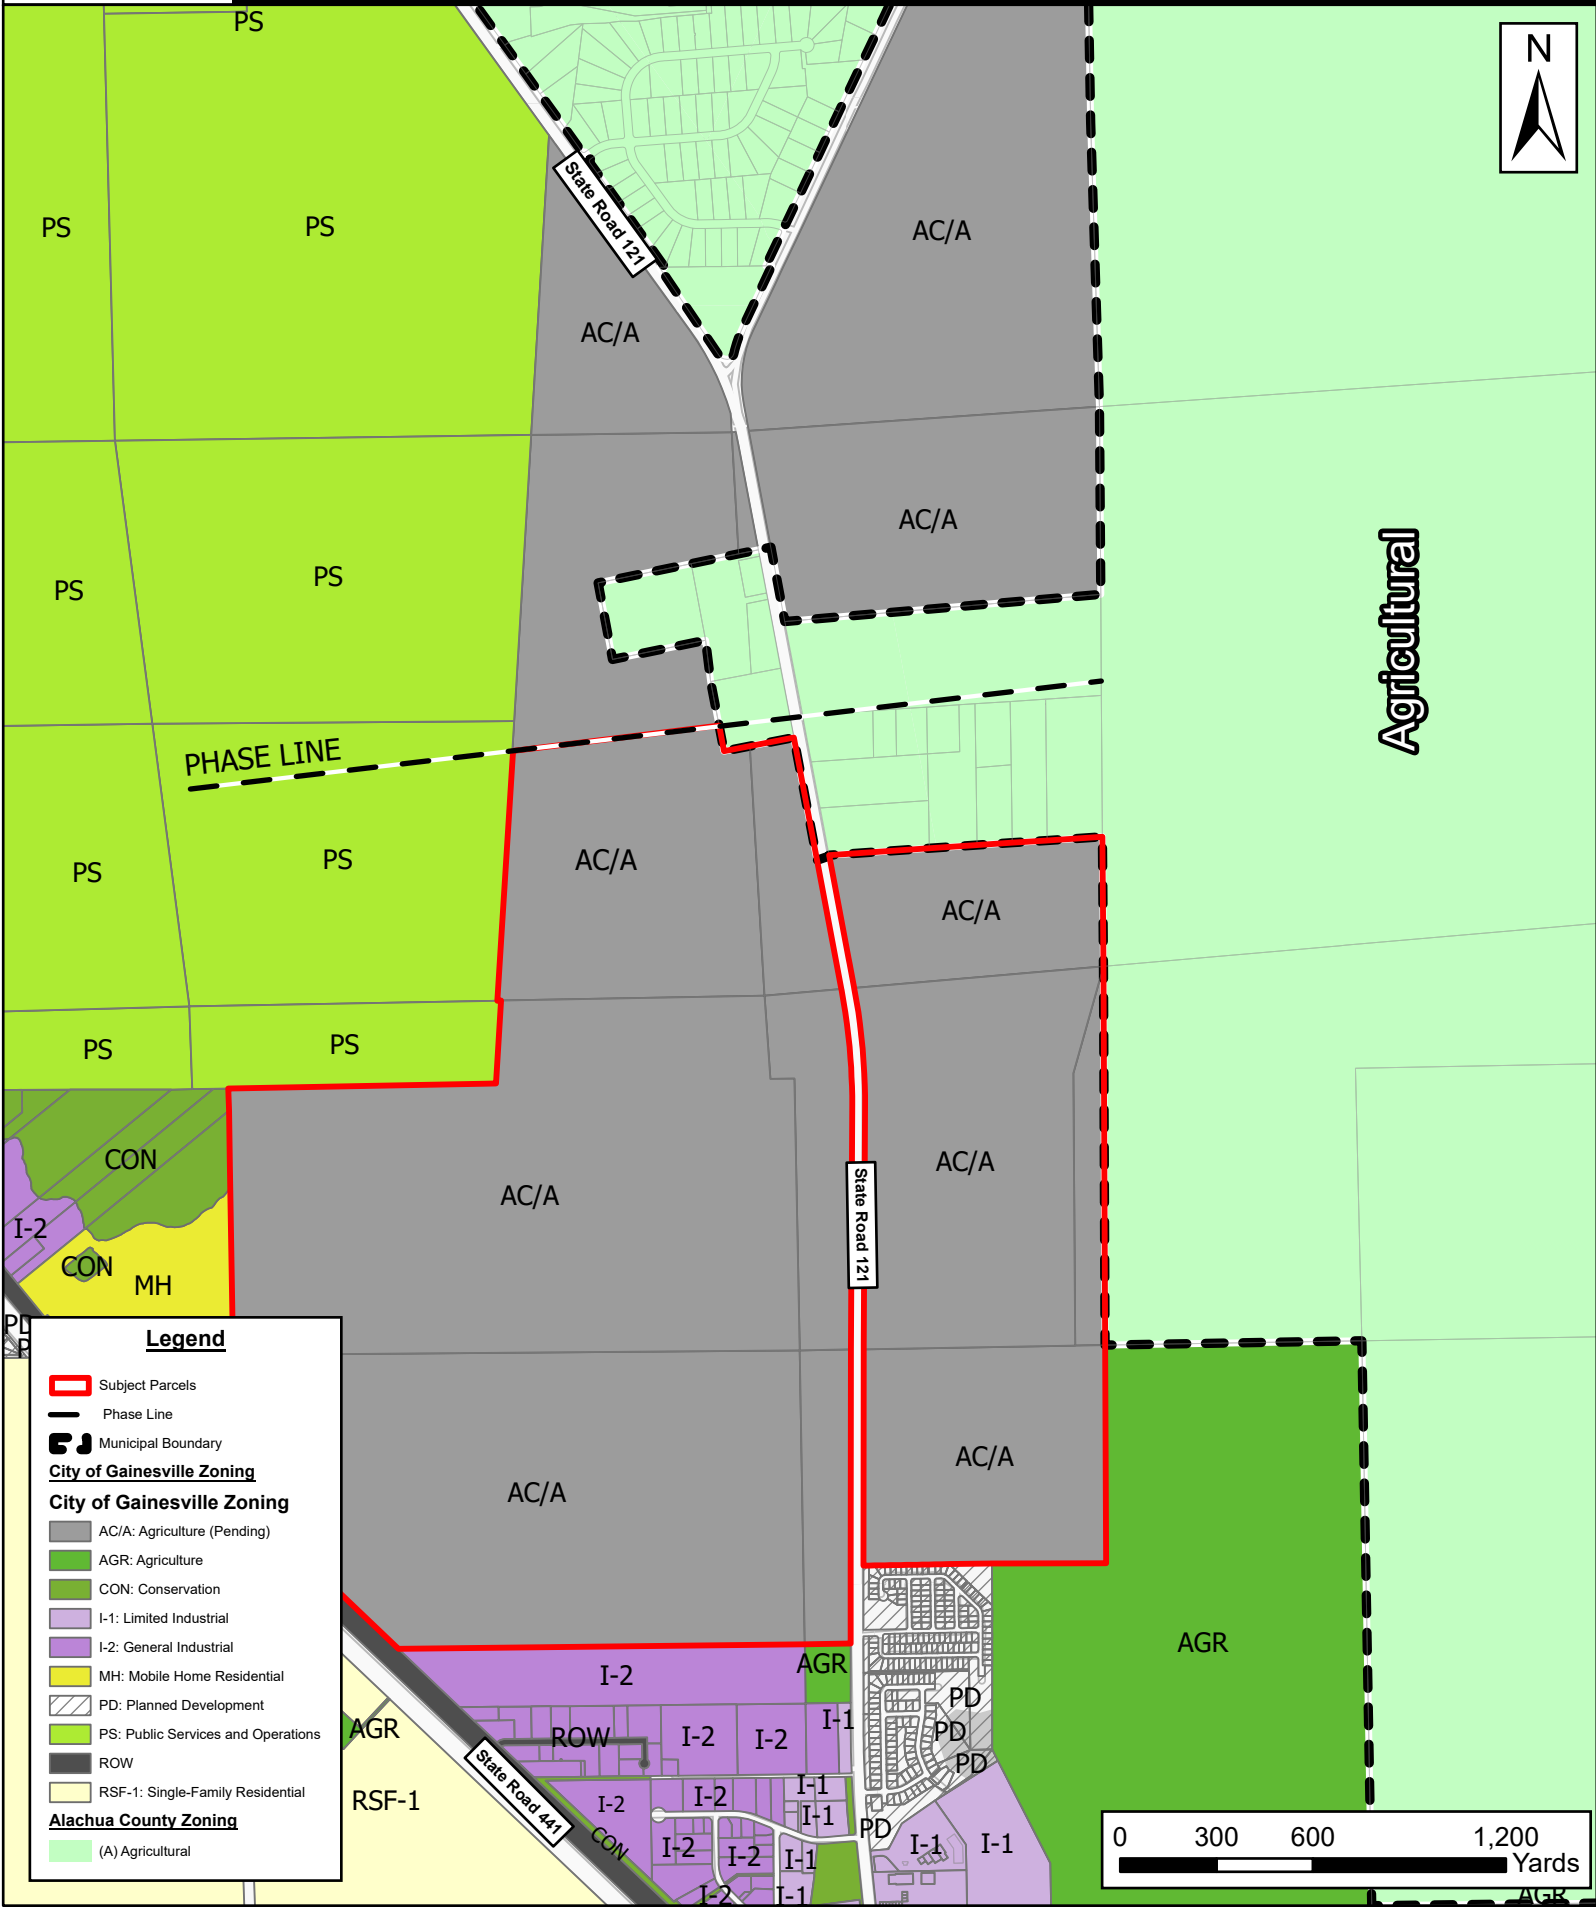 PS
N
PS
PS
AC/A
State Road 121
AC/A
AC/A
PS
PS
Agricultural
PHASE LINE
PS
PS
AC/A
AC/A
PS
PS
CON
AC/A
AC/A
State Road 121
I-2
CON
MH
PD
AC/A
AC/A
Legend
Subject Parcels
Phase Line
Municipal Boundary
City of Gainesville Zoning
City of Gainesville Zoning
AC/A: Agriculture (Pending)
AGR: Agriculture
CON: Conservation
I-1: Limited Industrial
I-2: General Industrial
MH: Mobile Home Residential
PD: Planned Development
PS: Public Services and Operations
ROW
RSF-1: Single-Family Residential
Alachua County Zoning
(A) Agricultural
AGR
I-2
AGR
PD
AGR
ROW
I-2
I-2
I-1
PD
PD
RSF-1
State Road 441
I-2
I-2
I-1
I-1
CON
I-2
I-2
I-1
PD
I-1
I-1
I-2
I-1
0 300 600 1,200
Yards
AGR